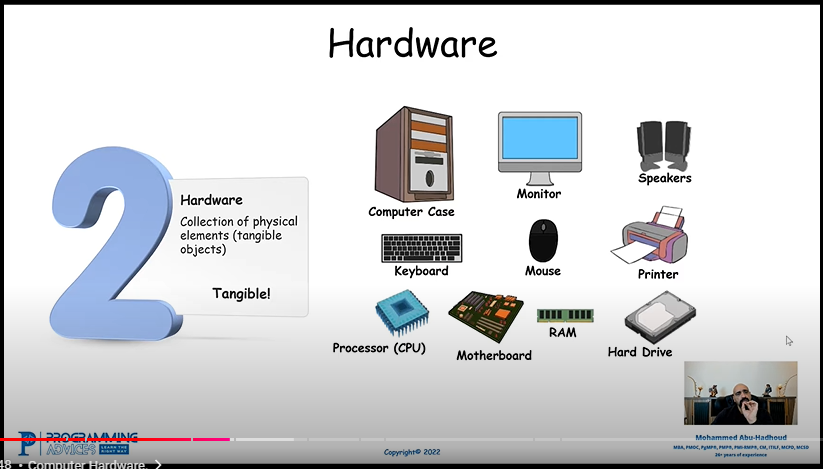 Hardware
2
Hardware
Collection of physical
elements (tangible
objects)
Tangible!
Computer Case
Monitor
Speakers
Keyboard
Mouse
Printer
Processor (CPU)
Motherboard
RAM
Hard Drive
PROGRAMMING
ADVICES LEARN THE
RIGHT WAY
Copyright© 2022
Mohammed Abu-Hadhoud
MBA, PMOC, PgMP®, PMP®, PMI-RMP®, CM, ITILF, MCPD, MCSD
20+ years of experience
48 • Computer Hardware.